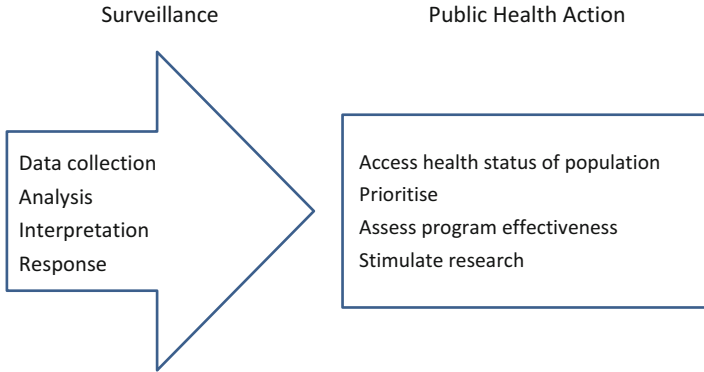 Surveillance
Public Health Action
Data collection
Analysis
Interpretation
Response
Access health status of population
Prioritise
Assess program effectiveness
Stimulate research